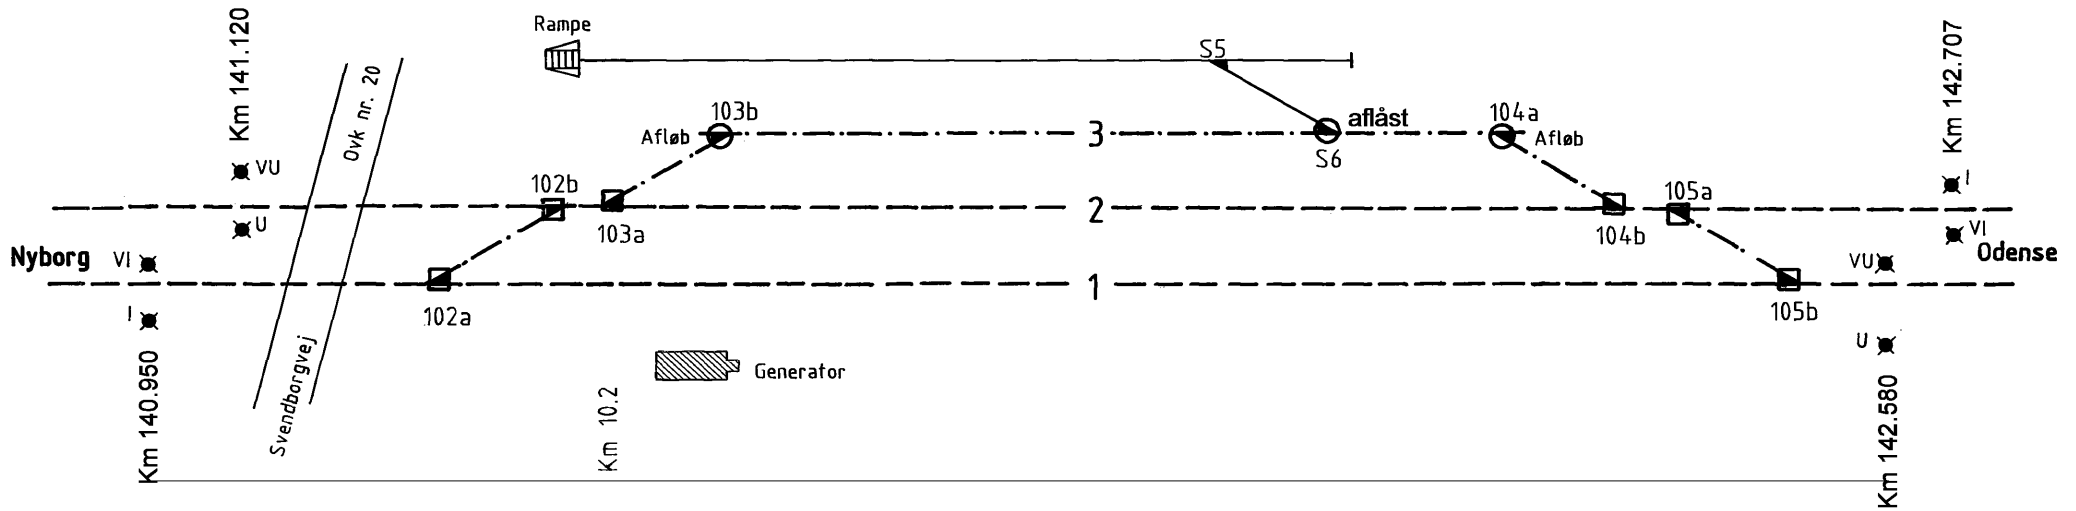 Km 141.120
Ovk nr. 20
Rampe
S5
Km 142.707
103b
Afløb
3
aflåst
S6
104a
Afløb
VU
I
102b
105a
2
U
103a
104b
VI
Nyborg
VI
VU
Odense
1
I
102a
105b
U
Svendborgvej
Generator
Km 140.950
Km 10.2
Km 142.580